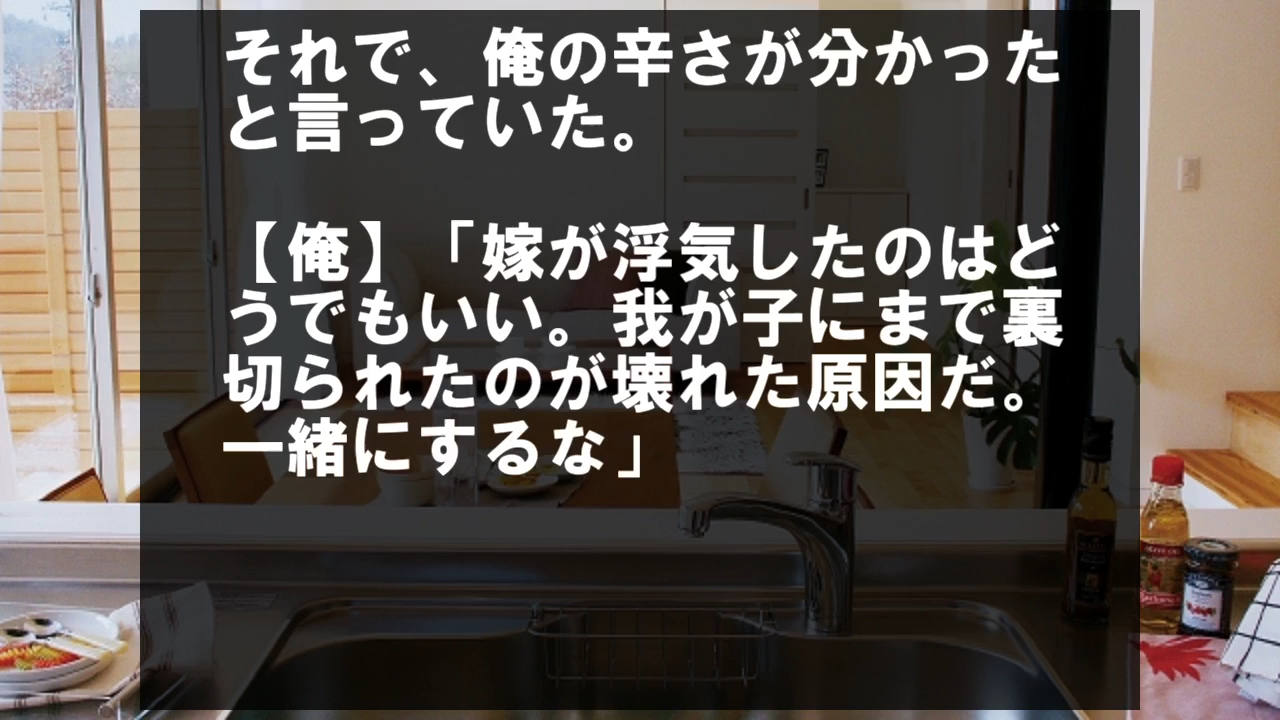 それで、俺の辛さが分かった
と言っていた。
【俺】「嫁が浮気したのはど
うでもいい。我が子にまで裏
切られたのが壊れた原因だ。
一緒にするな」